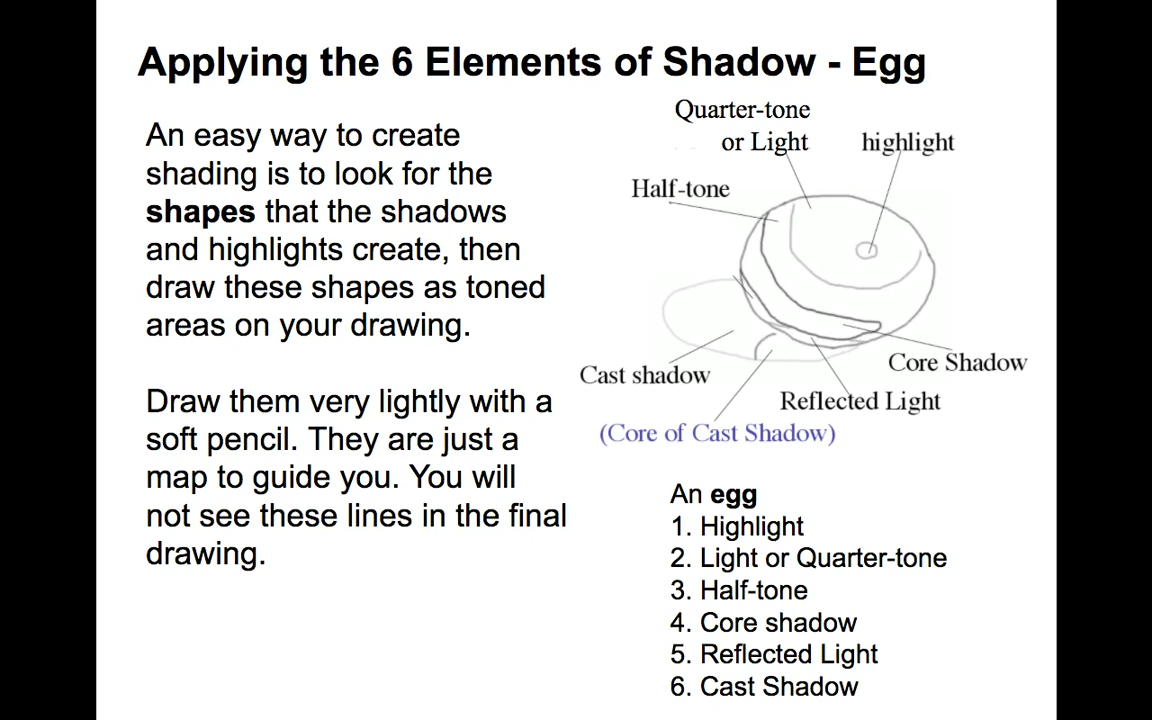 Applying the 6 Elements of Shadow - Egg
An easy way to create
shading is to look for the
shapes that the shadows
and highlights create, then
draw these shapes as toned
areas on your drawing.
Draw them very lightly with a
soft pencil. They are just a
map to guide you. You will
not see these lines in the final
drawing.
Quarter-tone
or Light
highlight
Half-tone
Cast shadow
Core Shadow
Reflected Light
(Core of Cast Shadow)
An egg
1. Highlight
2. Light or Quarter-tone
3. Half-tone
4. Core shadow
5. Reflected Light
6. Cast Shadow